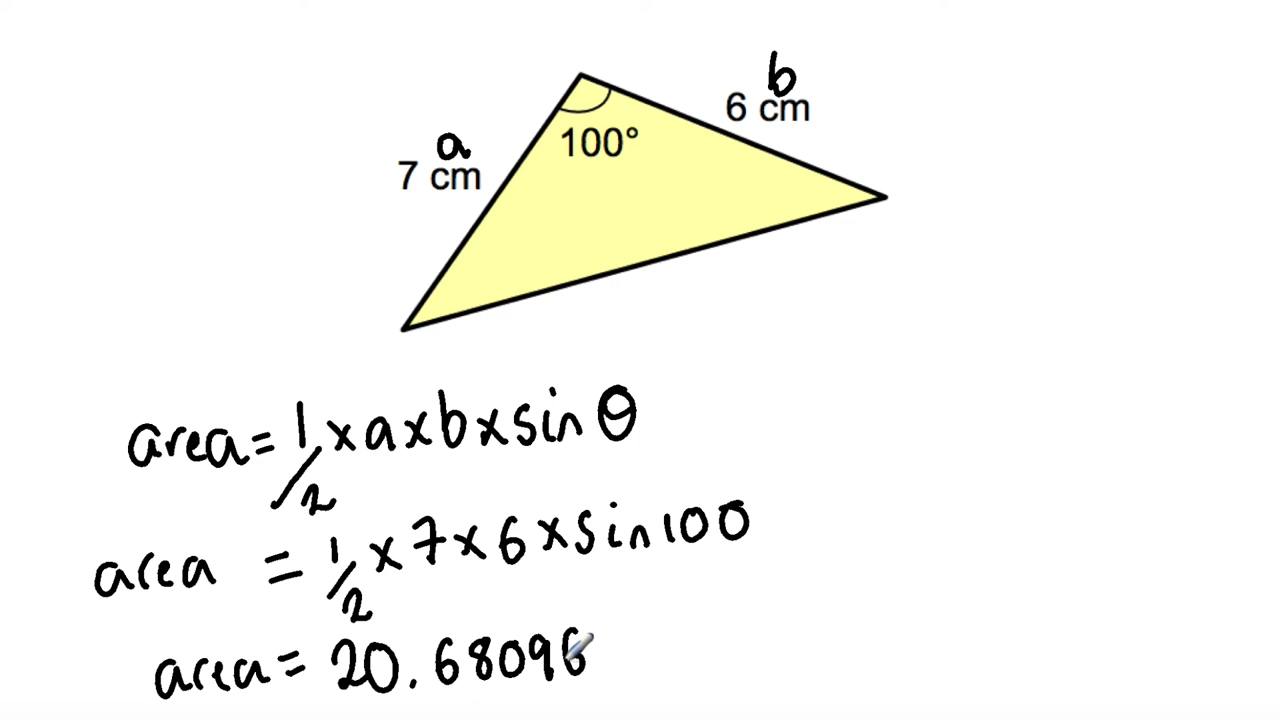 b
6 cm
a
7 cm
100°
area = 1/2 × a × b × sin θ
area = 1/2 × 7 × 6 × sin 100
area = 20.68096